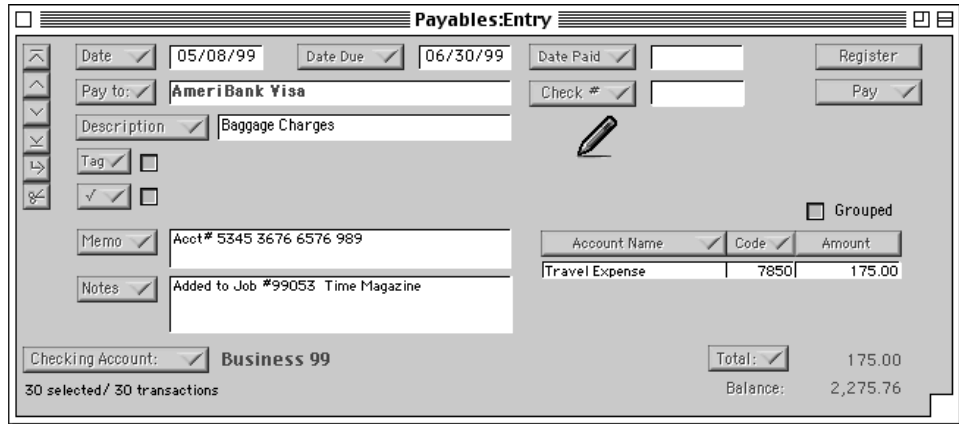 Payables:Entry
Date 05/08/99 Date Due 06/30/99 Date Paid Register
Pay to: AmeriBank Visa Check # Pay
Description Baggage Charges
Tag
√
Grouped
Memo Acct# 5345 3676 6576 989
Account Name Code Amount
Travel Expense 7850 175.00
Notes Added to Job #99053 Time Magazine
Checking Account: Business 99 Total: 175.00
30 selected/ 30 transactions Balance: 2,275.76